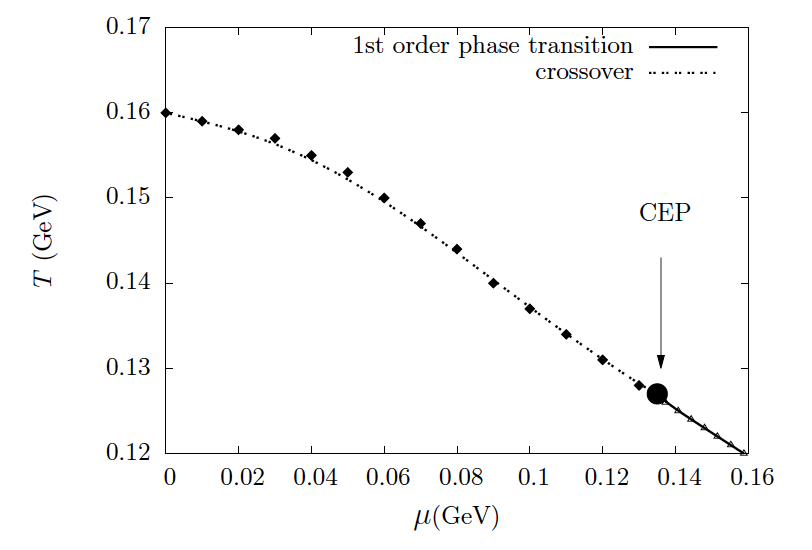 0.17
1st order phase transition
crossover
0.16
0.15
CEP
T (GeV)
0.14
0.13
0.12
0 0.02 0.04 0.06 0.08 0.1 0.12 0.14 0.16
μ(GeV)